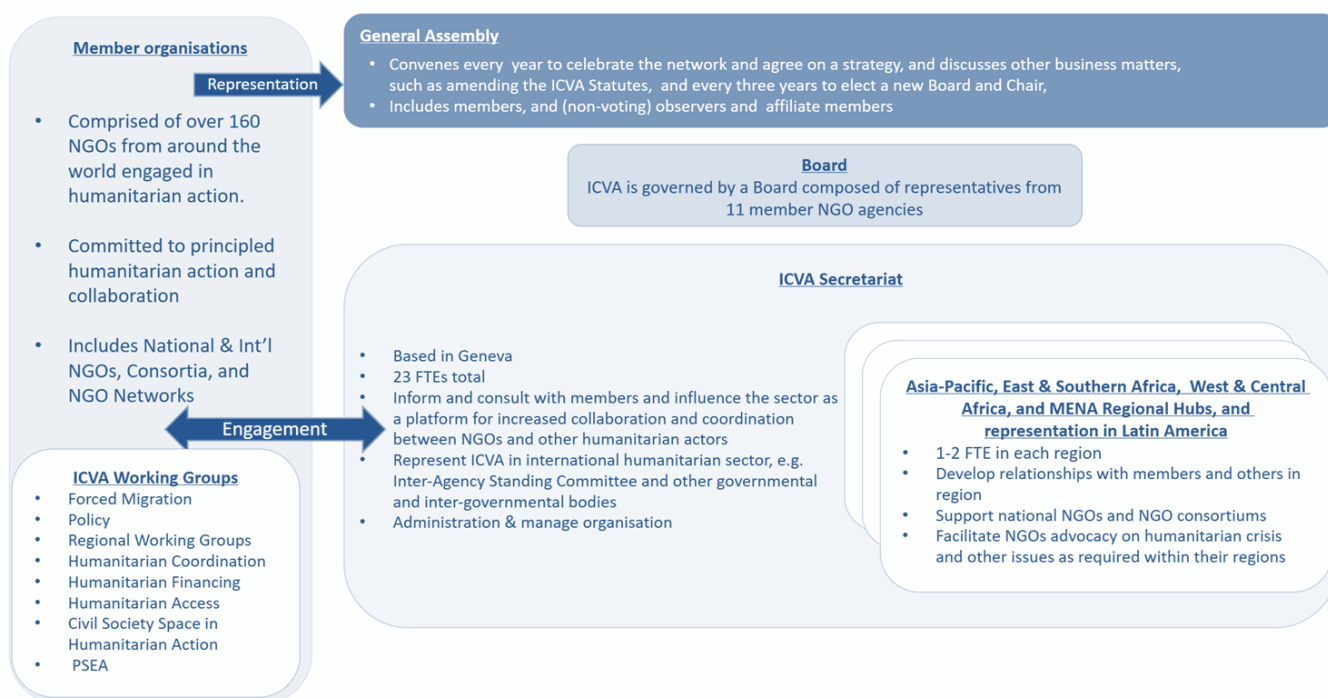 Member organisations
Representation
• Comprised of over 160
NGOs from around the
world engaged in
humanitarian action.
• Committed to principled
humanitarian action and
collaboration
• Includes National & Int'l
NGOs, Consortia, and
NGO Networks
Engagement
ICVA Working Groups
• Forced Migration
• Policy
• Regional Working Groups
• Humanitarian Coordination
• Humanitarian Financing
• Humanitarian Access
• Civil Society Space in
Humanitarian Action
• PSEA
General Assembly
• Convenes every year to celebrate the network and agree on a strategy, and discusses other business matters,
such as amending the ICVA Statutes, and every three years to elect a new Board and Chair,
• Includes members, and (non-voting) observers and affiliate members
Board
ICVA is governed by a Board composed of representatives from
11 member NGO agencies
ICVA Secretariat
• Based in Geneva
• 23 FTEs total
• Inform and consult with members and influence the sector as
a platform for increased collaboration and coordination
between NGOs and other humanitarian actors
• Represent ICVA in international humanitarian sector, e.g.
Inter-Agency Standing Committee and other governmental
and inter-governmental bodies
• Administration & manage organisation
Asia-Pacific, East & Southern Africa, West & Central
Africa, and MENA Regional Hubs, and
representation in Latin America
• 1-2 FTE in each region
• Develop relationships with members and others in
region
• Support national NGOs and NGO consortiums
• Facilitate NGOs advocacy on humanitarian crisis
and other issues as required within their regions